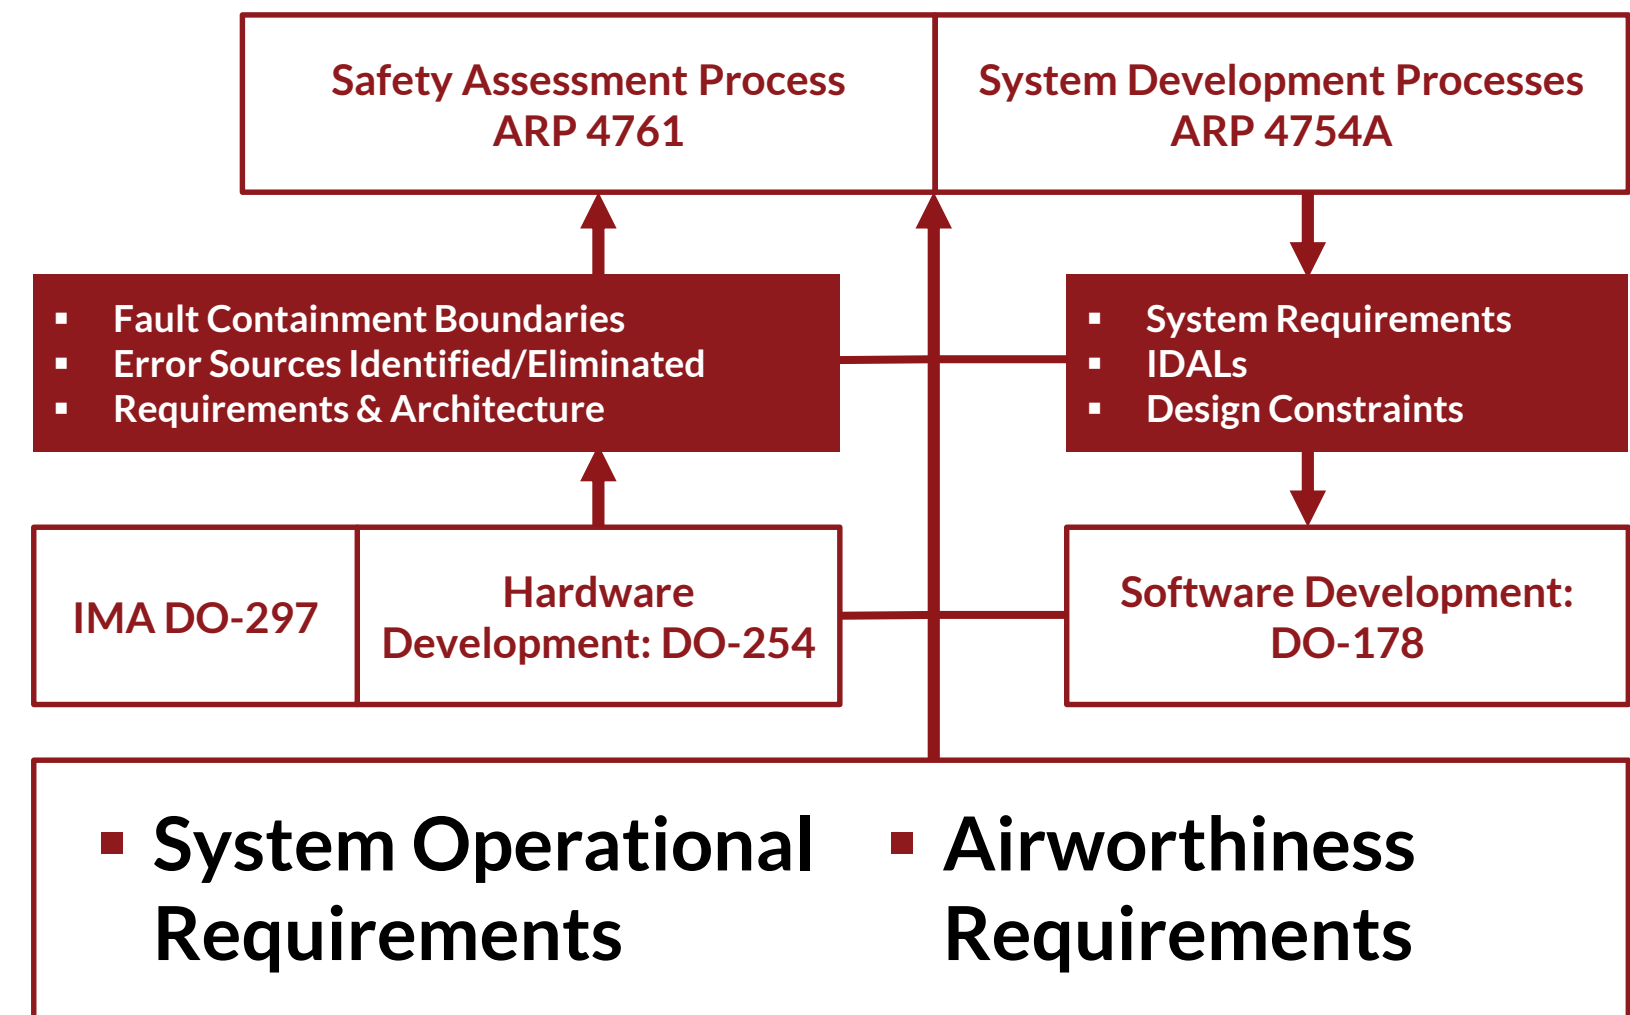 Safety Assessment Process
ARP 4761
System Development Processes
ARP 4754A
▪ Fault Containment Boundaries
▪ Error Sources Identified/Eliminated
▪ Requirements & Architecture
▪ System Requirements
▪ IDALs
▪ Design Constraints
IMA DO-297
Hardware
Development: DO-254
Software Development:
DO-178
▪ System Operational
Requirements
▪ Airworthiness
Requirements